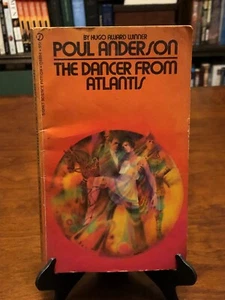 BY HUGO AWARD WINNER
POUL ANDERSON
THE DANCER FROM
ATLANTIS